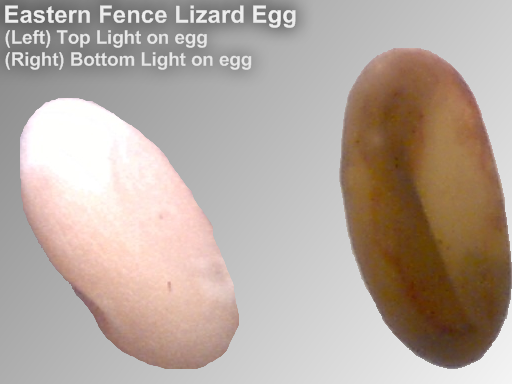 Eastern Fence Lizard Egg
(Left) Top Light on egg
(Right) Bottom Light on egg